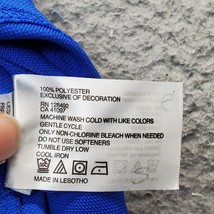 100% POLYESTER
EXCLUSIVE OF DECORATION
RN 128492
CA 41097
MACHINE WASH COLD WITH LIKE COLORS
GENTLE CYCLE
ONLY NON-CHLORINE BLEACH WHEN NEEDED
DO NOT USE SOFTENERS
TUMBLE DRY LOW
COOL IRON
MADE IN LESOTHO